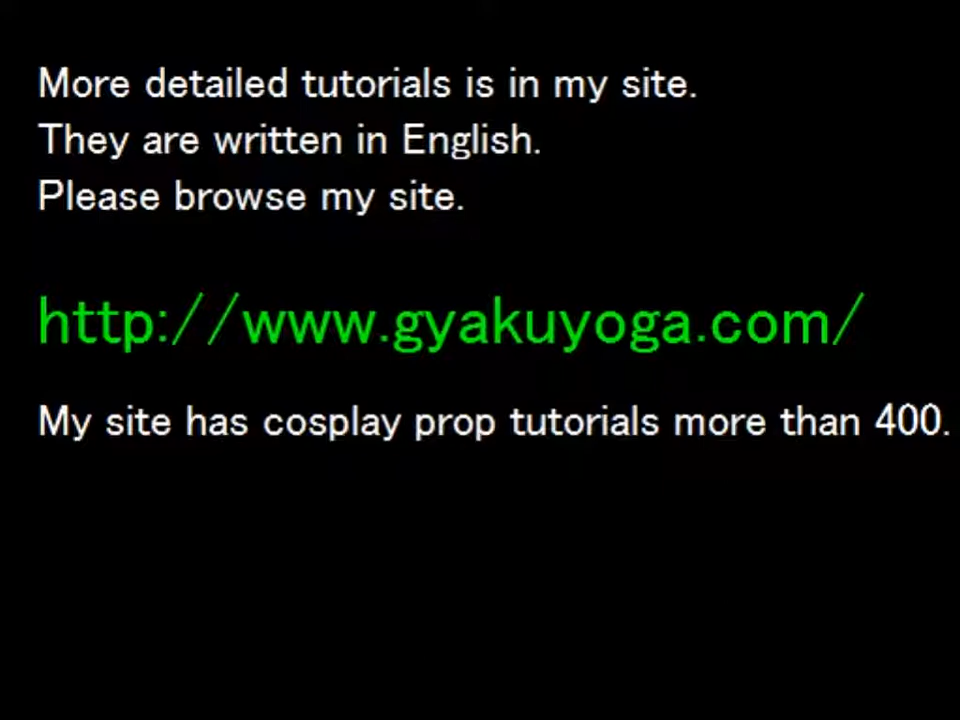 More detailed tutorials is in my site.
They are written in English.
Please browse my site.
http://www.gyakuyoga.com/
My site has cosplay prop tutorials more than 400.